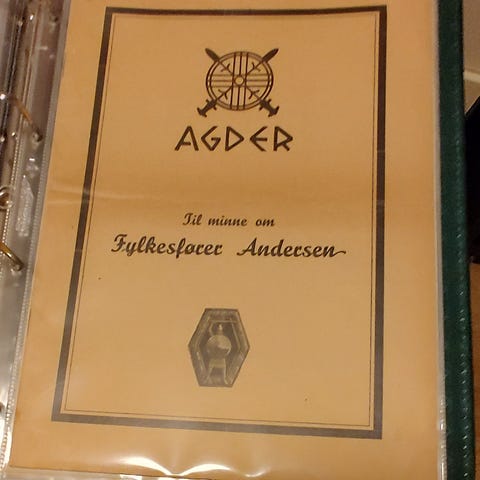 AGDER
Til minne om
Fylkesfører Andersen